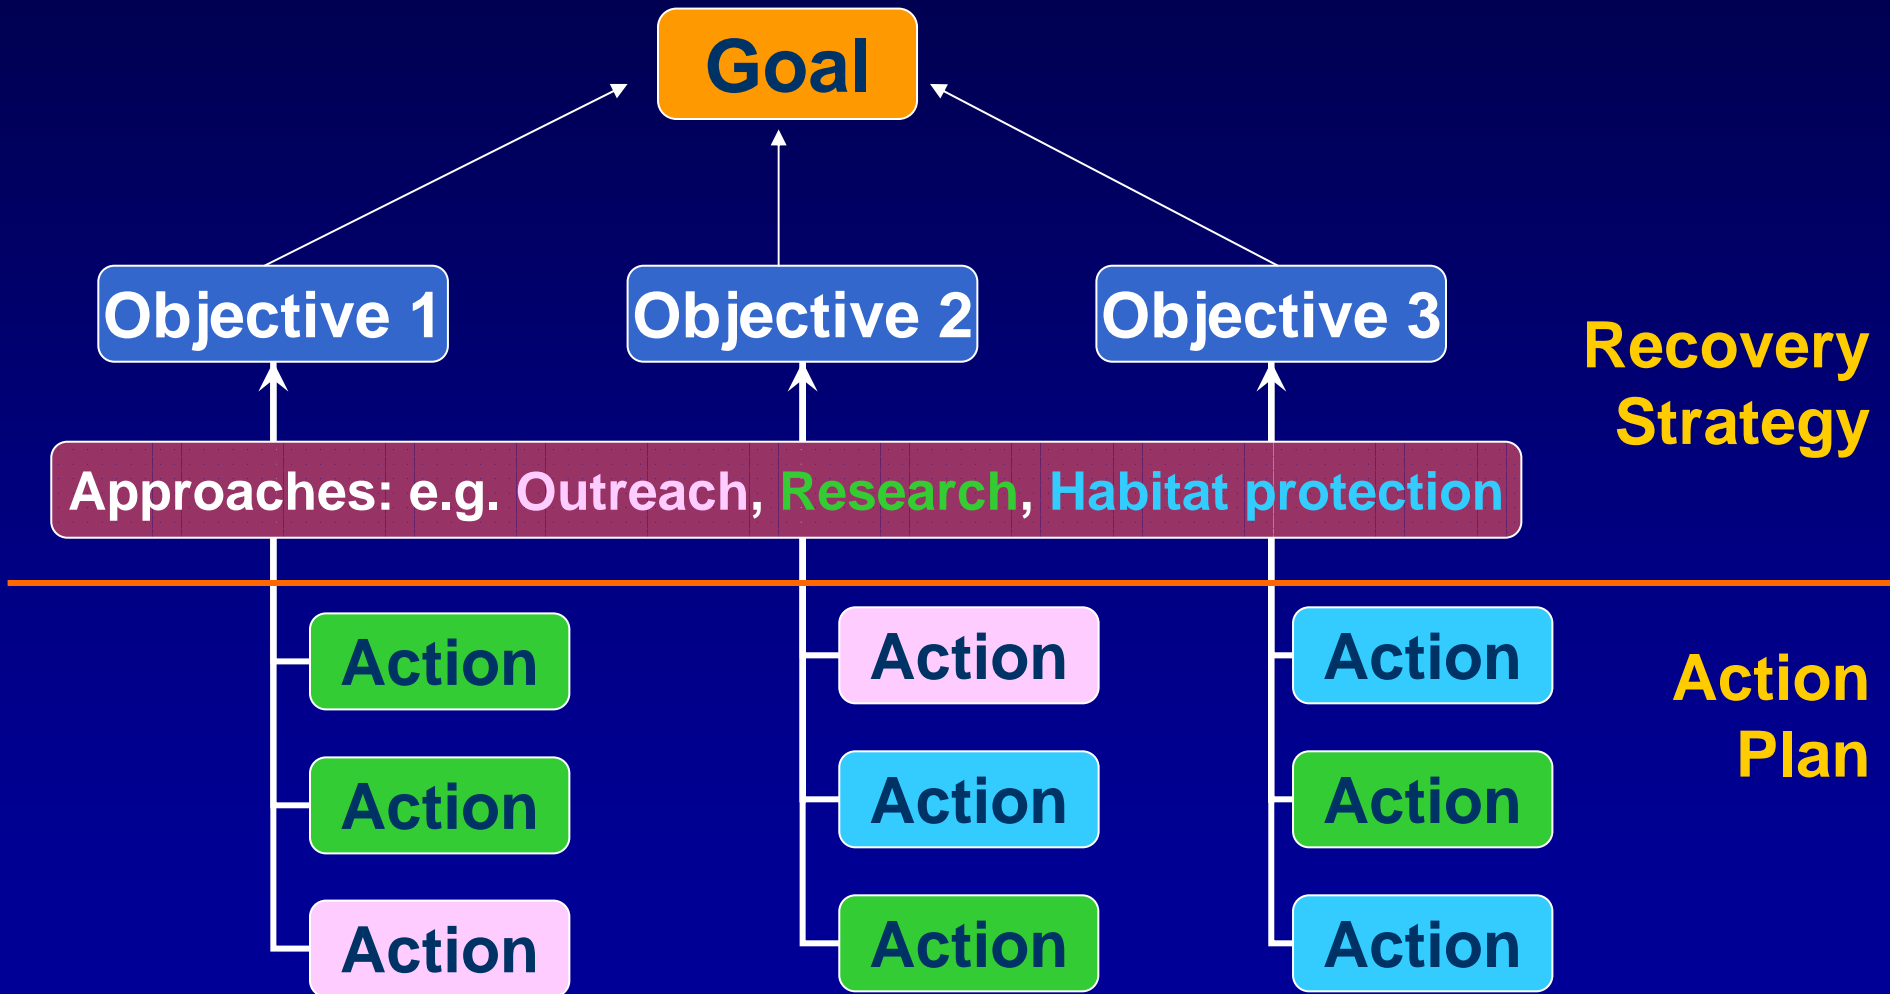 Goal
Objective 1
Objective 2
Objective 3
Recovery
Strategy
Approaches: e.g. Outreach, Research, Habitat protection
Action
Action
Action
Action
Action
Action
Action
Action
Action
Action
Plan